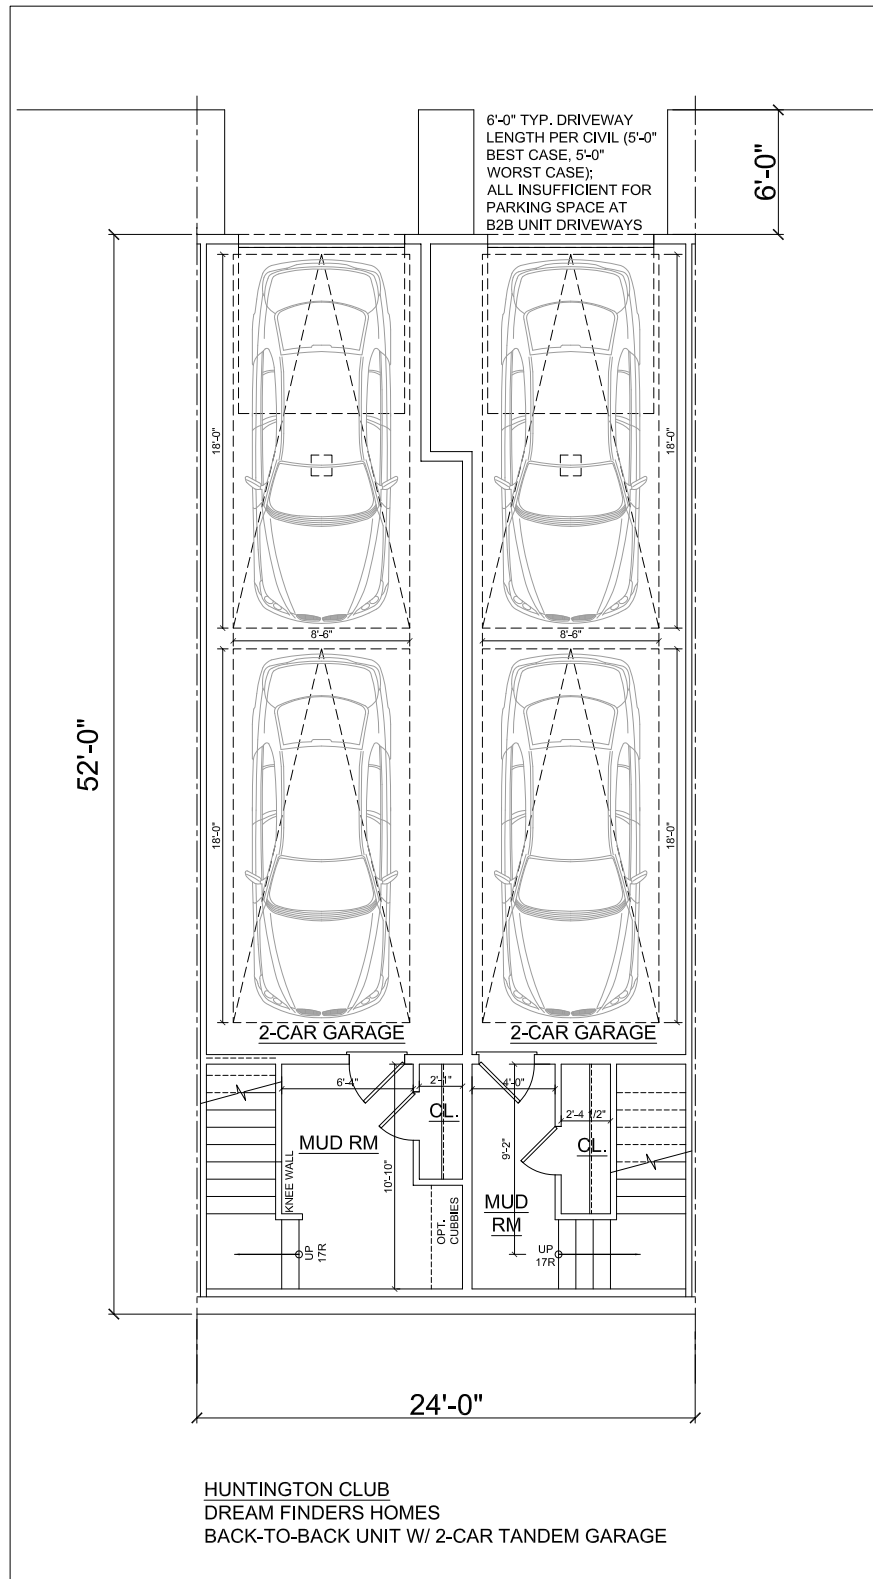 6'-0" TYP. DRIVEWAY
LENGTH PER CIVIL (5'-0"
BEST CASE, 5'-0"
WORST CASE);
ALL INSUFFICIENT FOR
PARKING SPACE AT
B2B UNIT DRIVEWAYS
6'-0"
18'-0"
18'-0"
8'-6"
8'-6"
52'-0"
18'-0"
18'-0"
2-CAR GARAGE
2-CAR GARAGE
6'-4"
2'-1"
4'-0"
2'-4 1/2"
CL.
CL.
MUD RM
KNEE WALL
10'-10"
9'-2"
MUD
RM
OPT.
CUBBIES
UP
17R
UP
17R
24'-0"
HUNTINGTON CLUB
DREAM FINDERS HOMES
BACK-TO-BACK UNIT W/ 2-CAR TANDEM GARAGE